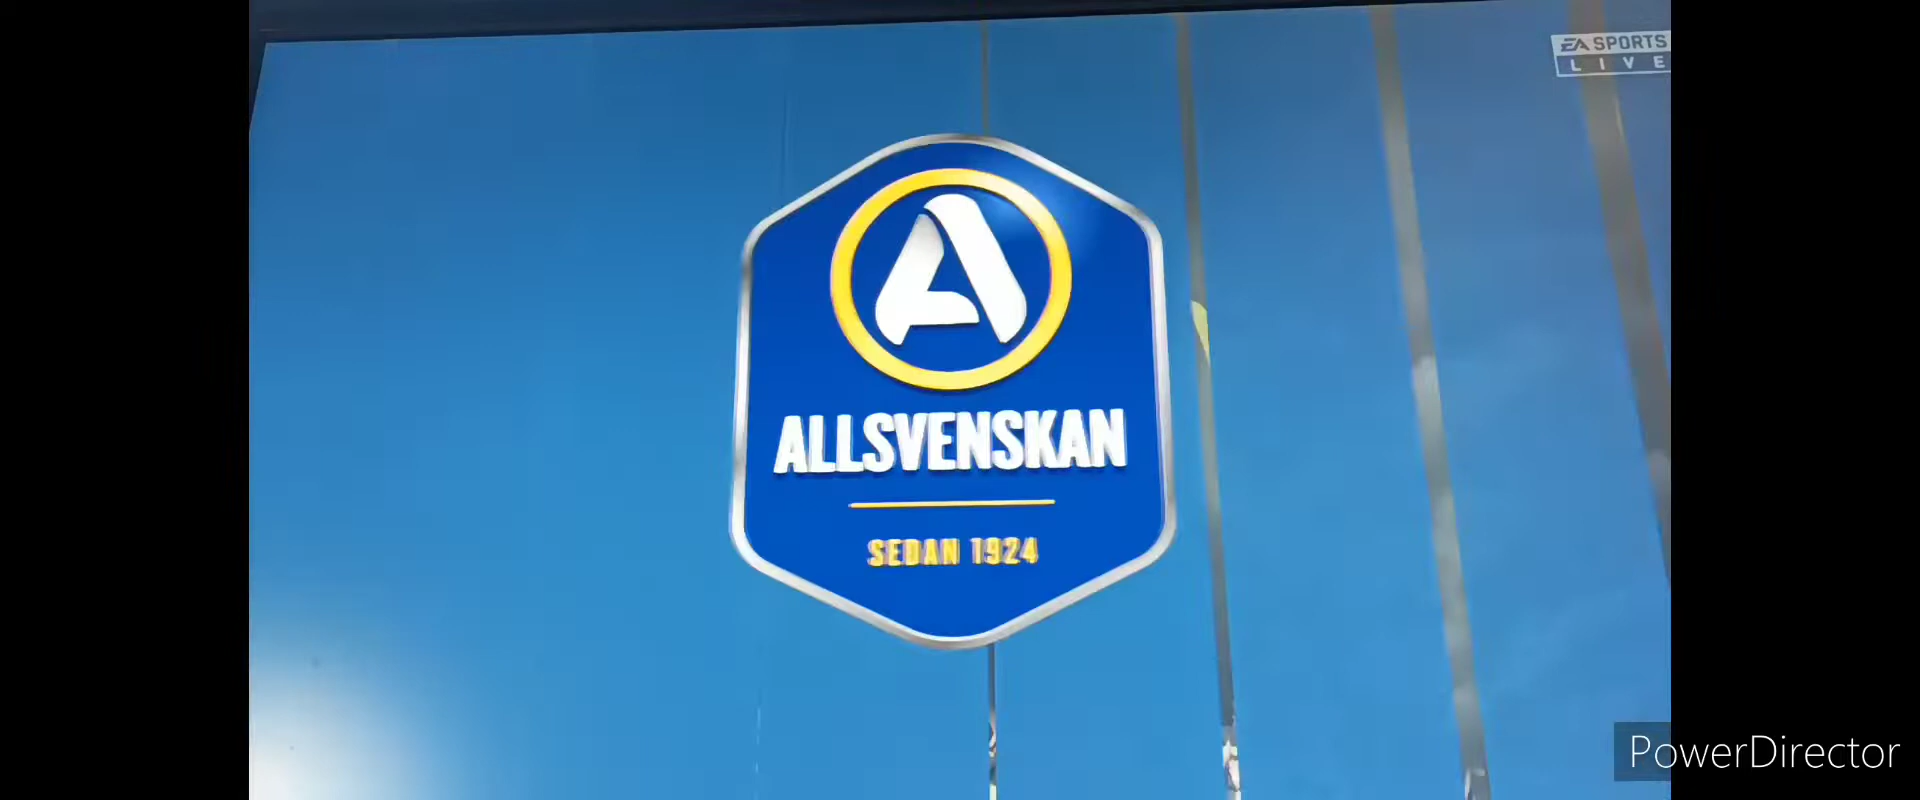 EA SPORTS
LIVE
ALLSVENSKAN
SEDAN 1924
PowerDirector